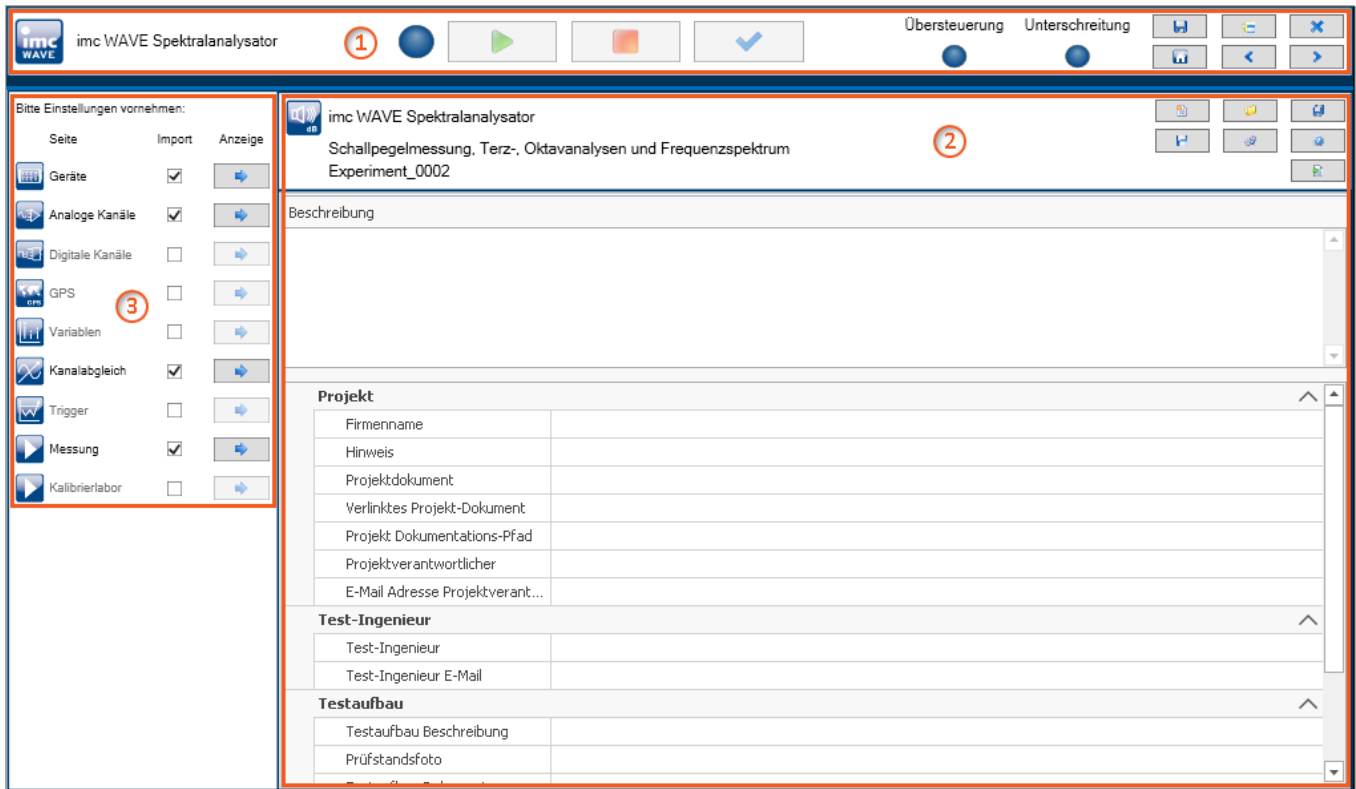 imc WAVE
imc WAVE Spektralanalysator
1
Übersteuerung
Unterschreitung
Bitte Einstellungen vornehmen:
Seite Import Anzeige
Geräte
Analoge Kanäle
Digitale Kanäle
GPS
GPS
Variablen
Kanalabgleich
Trigger
Messung
Kalibrierlabor
3
dB
imc WAVE Spektralanalysator
Schallpegelmessung, Terz-, Oktavanalysen und Frequenzspektrum
Experiment_0002
2
Beschreibung
Projekt
Firmenname
Hinweis
Projektdokument
Verlinktes Projekt-Dokument
Projekt Dokumentations-Pfad
Projektverantwortlicher
E-Mail Adresse Projektverant...
Test-Ingenieur
Test-Ingenieur
Test-Ingenieur E-Mail
Testaufbau
Testaufbau Beschreibung
Prüfstandsfoto